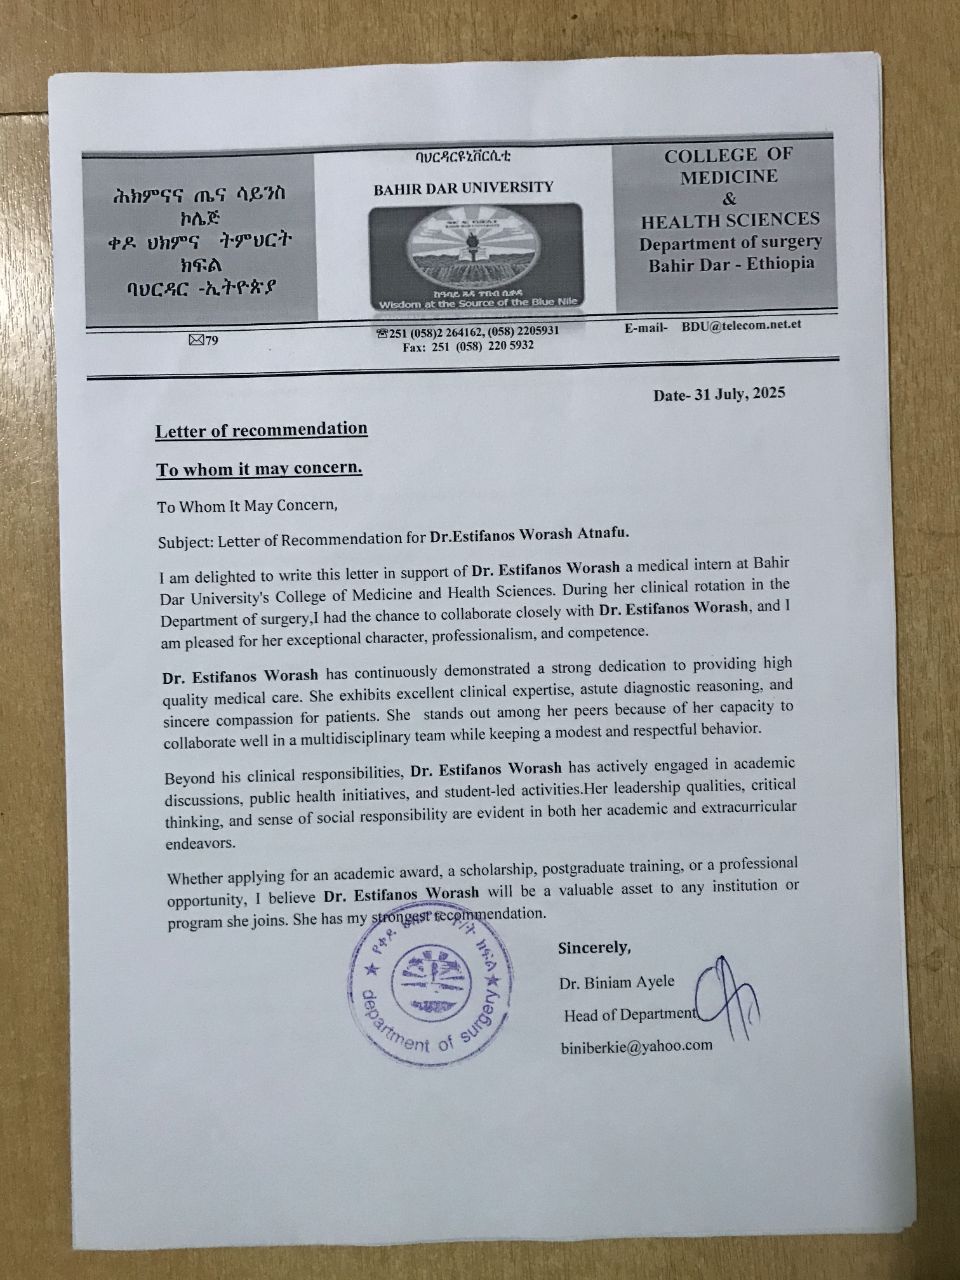 ሕክምናና ጤና ሳይንስ
ኮሌጅ
ቀዶ ህክምና ትምህርት
ክፍል
ባህርዳር -ኢትዮጵያ
ባህርዳርዩኒቨርሲቲ
BAHIR DAR UNIVERSITY
Wisdom at the Source of the Blue Nile
COLLEGE OF
MEDICINE
&
HEALTH SCIENCES
Department of surgery
Bahir Dar - Ethiopia
✉79
☏251 (058)2 264162, (058) 2205931
Fax: 251 (058) 220 5932
E-mail- BDU@telecom.net.et
Date- 31 July, 2025
Letter of recommendation
To whom it may concern.
To Whom It May Concern,
Subject: Letter of Recommendation for Dr.Estifanos Worash Atnafu.
I am delighted to write this letter in support of Dr. Estifanos Worash a medical intern at Bahir
Dar University's College of Medicine and Health Sciences. During her clinical rotation in the
Department of surgery,I had the chance to collaborate closely with Dr. Estifanos Worash, and I
am pleased for her exceptional character, professionalism, and competence.
Dr. Estifanos Worash has continuously demonstrated a strong dedication to providing high
quality medical care. She exhibits excellent clinical expertise, astute diagnostic reasoning, and
sincere compassion for patients. She stands out among her peers because of her capacity to
collaborate well in a multidisciplinary team while keeping a modest and respectful behavior.
Beyond his clinical responsibilities, Dr. Estifanos Worash has actively engaged in academic
discussions, public health initiatives, and student-led activities.Her leadership qualities, critical
thinking, and sense of social responsibility are evident in both her academic and extracurricular
endeavors.
Whether applying for an academic award, a scholarship, postgraduate training, or a professional
opportunity, I believe Dr. Estifanos Worash will be a valuable asset to any institution or
program she joins. She has my strongest recommendation.
Sincerely,
Dr. Biniam Ayele
Head of Department
biniberkie@yahoo.com
የቀዶ ት/ት ክፍል
department of surgery